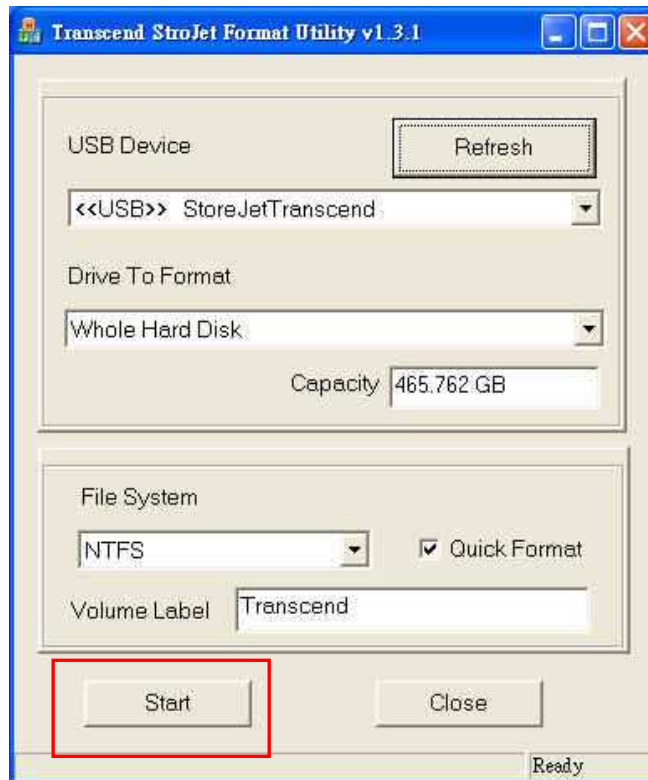 Transcend StroJet Format Utility v1.3.1
USB Device
Refresh
<<USB>> StoreJetTranscend
Drive To Format
Whole Hard Disk
Capacity 465.762 GB
File System
NTFS
Quick Format
Volume Label Transcend
Start Close
Ready